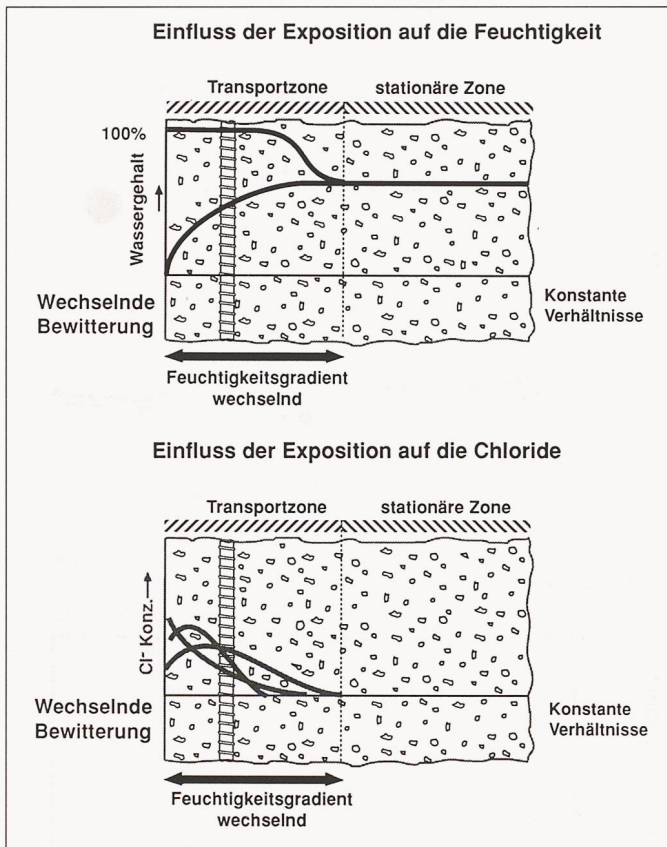 Einfluss der Exposition auf die Feuchtigkeit
Transportzone
stationäre Zone
100%
Wassergehalt
Wechselnde
Bewitterung
Konstante
Verhältnisse
Feuchtigkeitsgradient
wechselnd
Einfluss der Exposition auf die Chloride
Transportzone
stationäre Zone
Cl⁻ Konz.
Wechselnde
Bewitterung
Konstante
Verhältnisse
Feuchtigkeitsgradient
wechselnd